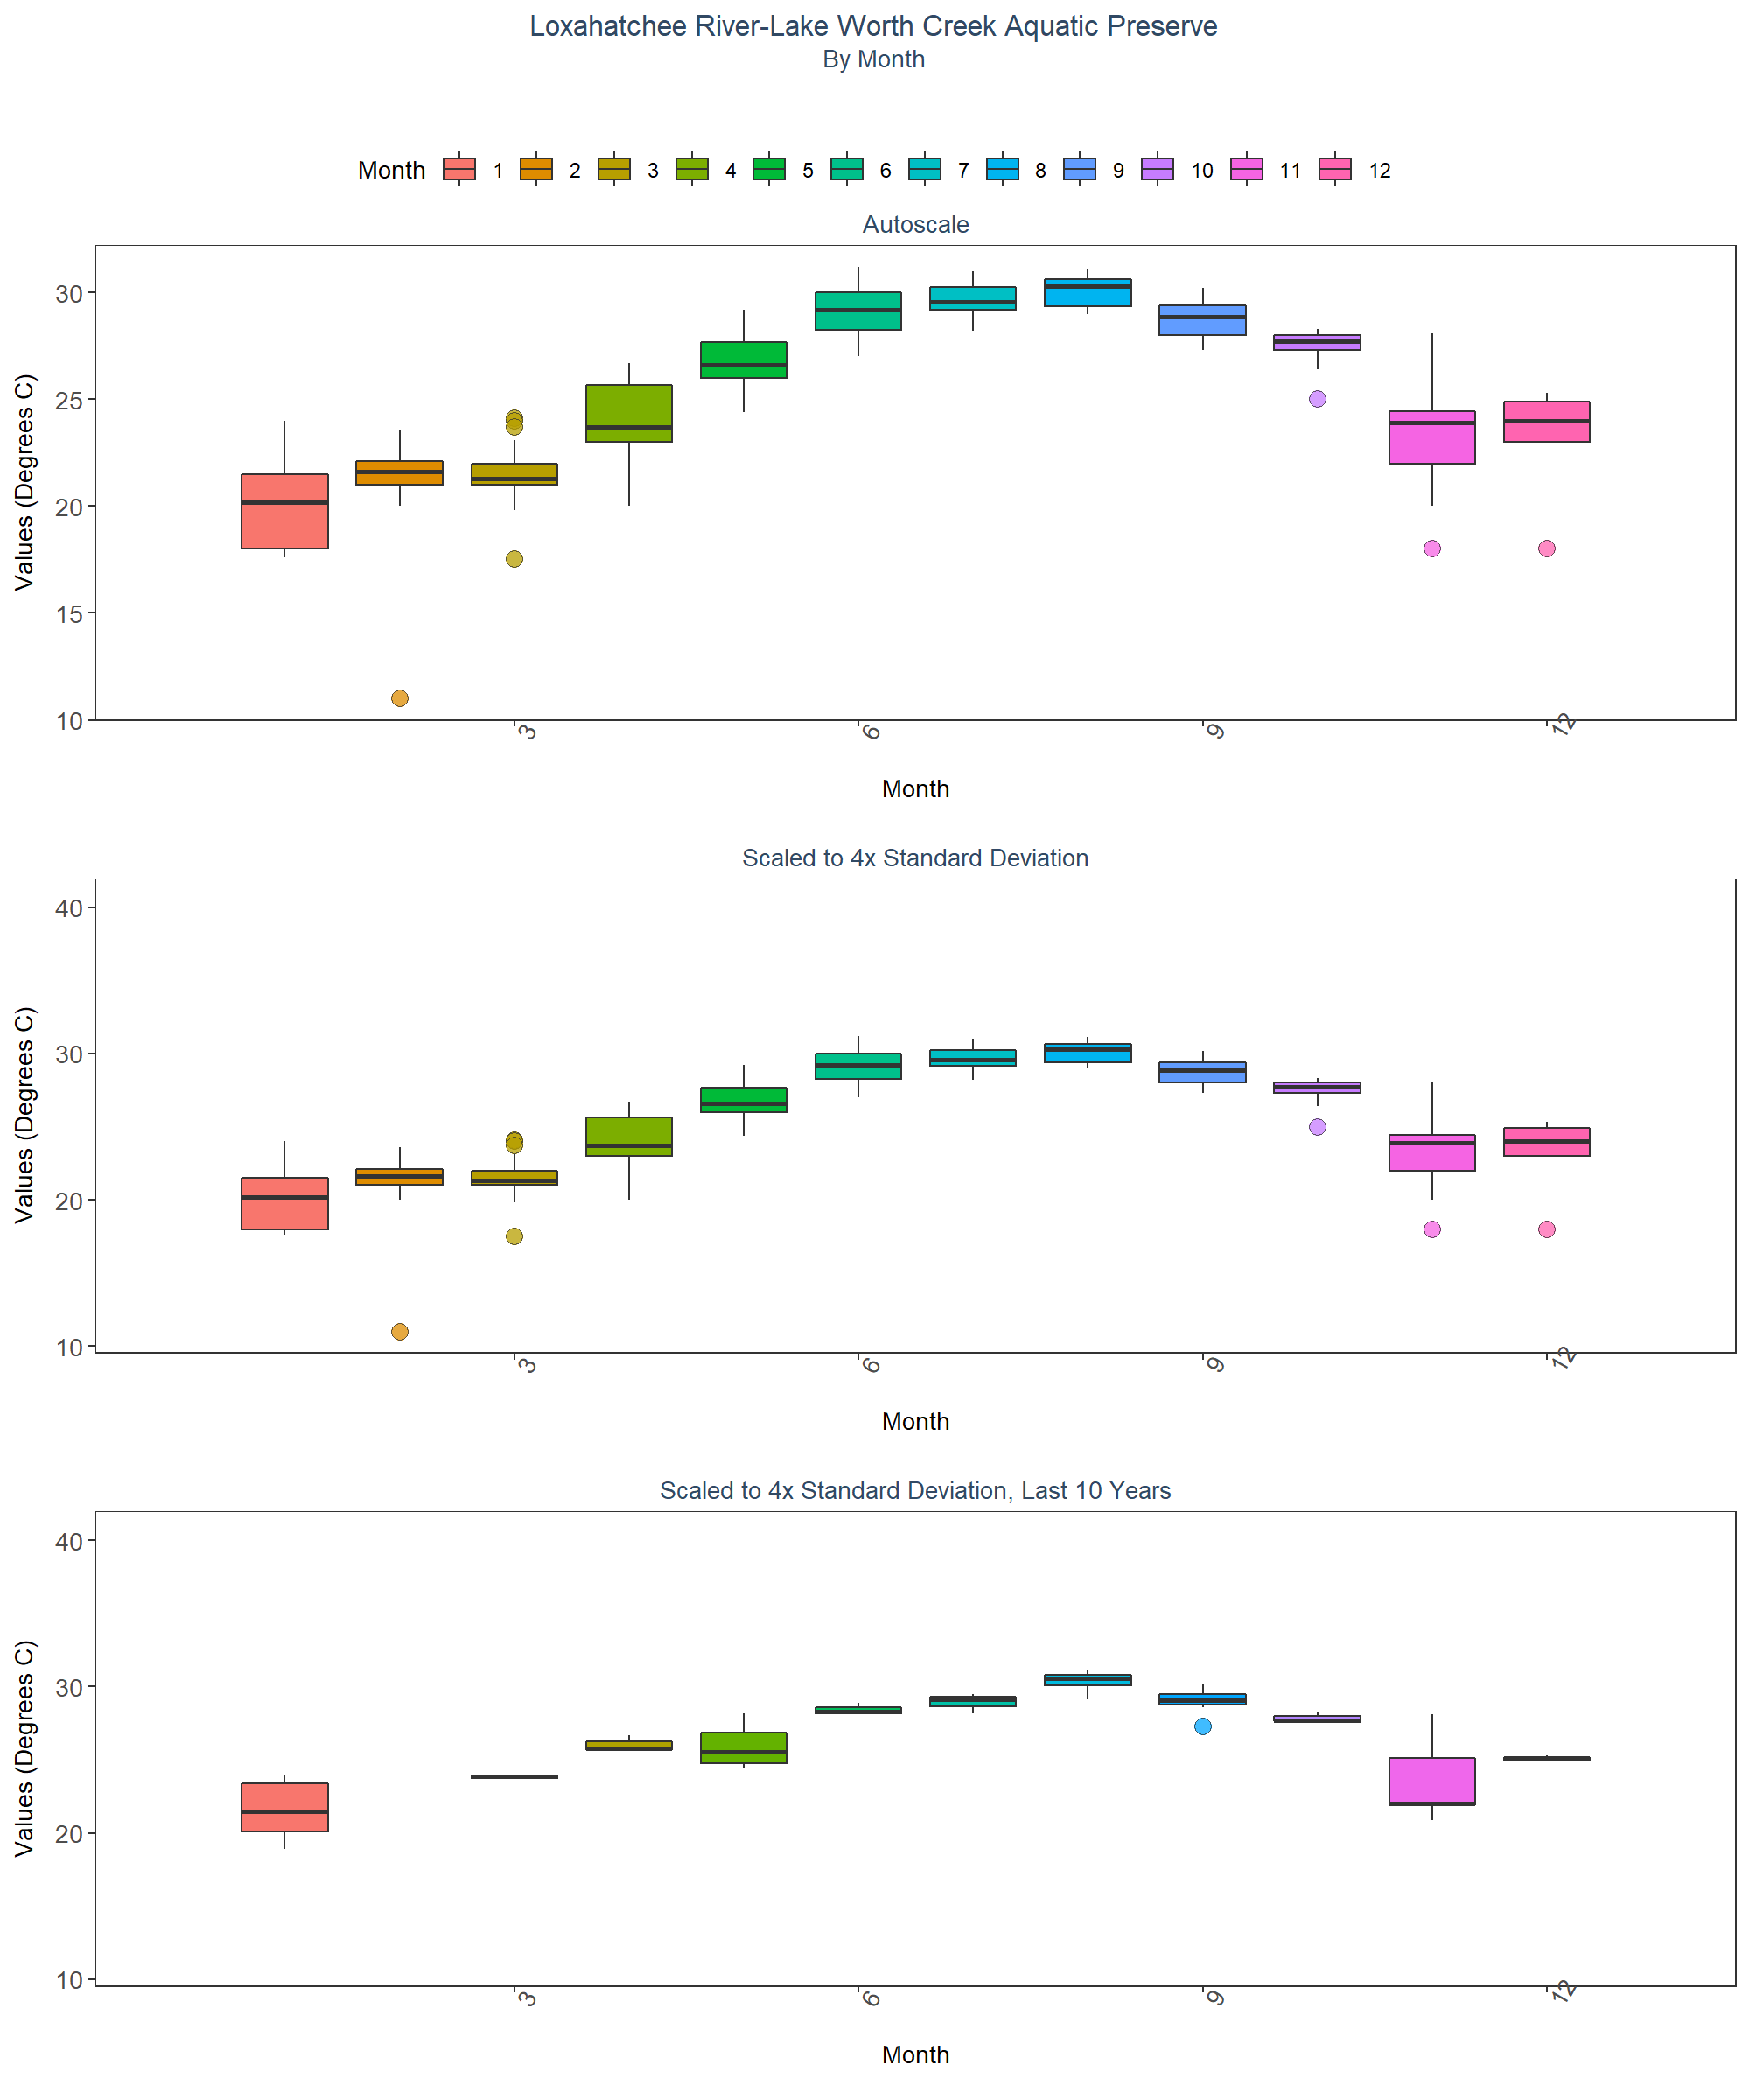 Loxahatchee River-Lake Worth Creek Aquatic Preserve
By Month
Month 1 2 3 4 5 6 7 8 9 10 11 12
Autoscale
Values (Degrees C)
30
25
20
15
10
3 6 9 12
Month
Scaled to 4x Standard Deviation
Values (Degrees C)
40
30
20
10
3 6 9 12
Month
Scaled to 4x Standard Deviation, Last 10 Years
Values (Degrees C)
40
30
20
10
3 6 9 12
Month